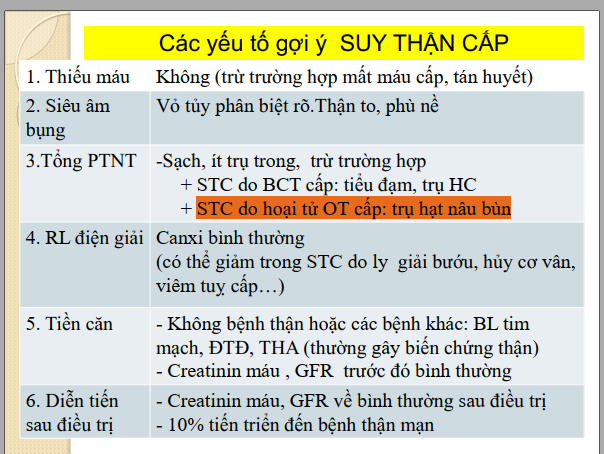 Các yếu tố gợi ý SUY THẬN CẤP
1. Thiếu máu Không (trừ trường hợp mất máu cấp, tán huyết)
2. Siêu âm bụng Vỏ tủy phân biệt rõ.Thận to, phù nề
3.Tổng PTNT -Sạch, ít trụ trong, trừ trường hợp
+ STC do BCT cấp: tiểu đạm, trụ HC
+ STC do hoại tử OT cấp: trụ hạt nâu bùn
4. RL điện giải Canxi bình thường
(có thể giảm trong STC do ly giải bướu, hủy cơ vân,
viêm tuỵ cấp…)
5. Tiền căn - Không bệnh thận hoặc các bệnh khác: BL tim
mạch, ĐTĐ, THA (thường gây biến chứng thận)
- Creatinin máu , GFR trước đó bình thường
6. Diễn tiến - Creatinin máu, GFR về bình thường sau điều trị
sau điều trị - 10% tiến triển đến bệnh thận mạn